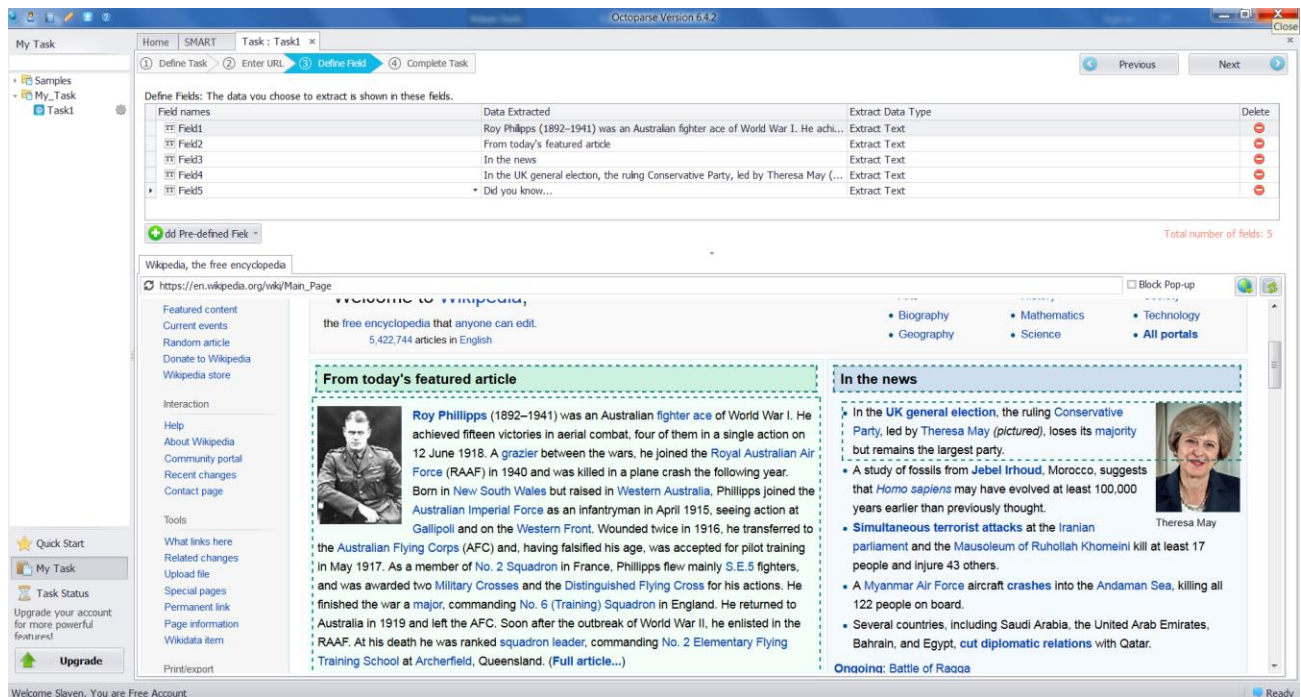 Octoparse Version 6.4.2
Close
My Task
Home SMART Task : Task1
1 Define Task 2 Enter URL 3 Define Field 4 Complete Task
Previous Next
Samples
My_Task
Task1
Define Fields: The data you choose to extract is shown in these fields.
Field names Data Extracted Extract Data Type Delete
Field1 Roy Philipps (1892–1941) was an Australian fighter ace of World War I. He achi... Extract Text
Field2 From today's featured article Extract Text
Field3 In the news Extract Text
Field4 In the UK general election, the ruling Conservative Party, led by Theresa May (... Extract Text
Field5 Did you know... Extract Text
dd Pre-defined Fiek
Total number of fields: 5
Wikipedia, the free encyclopedia
https://en.wikipedia.org/wiki/Main_Page
Block Pop-up
Featured content
Current events
Random article
Donate to Wikipedia
Wikipedia store
Interaction
Help
About Wikipedia
Community portal
Recent changes
Contact page
Tools
What links here
Related changes
Upload file
Special pages
Permanent link
Page information
Wikidata item
Print/export
Welcome to Wikipedia,
the free encyclopedia that anyone can edit.
5,422,744 articles in English
• Biography
• Geography
• Mathematics
• Science
• Technology
• All portals
From today's featured article
Roy Phillipps (1892–1941) was an Australian fighter ace of World War I. He
achieved fifteen victories in aerial combat, four of them in a single action on
12 June 1918. A grazier between the wars, he joined the Royal Australian Air
Force (RAAF) in 1940 and was killed in a plane crash the following year.
Born in New South Wales but raised in Western Australia, Phillipps joined the
Australian Imperial Force as an infantryman in April 1915, seeing action at
Gallipoli and on the Western Front. Wounded twice in 1916, he transferred to
the Australian Flying Corps (AFC) and, having falsified his age, was accepted for pilot training
in May 1917. As a member of No. 2 Squadron in France, Phillipps flew mainly S.E.5 fighters,
and was awarded two Military Crosses and the Distinguished Flying Cross for his actions. He
finished the war a major, commanding No. 6 (Training) Squadron in England. He returned to
Australia in 1919 and left the AFC. Soon after the outbreak of World War II, he enlisted in the
RAAF. At his death he was ranked squadron leader, commanding No. 2 Elementary Flying
Training School at Archerfield, Queensland. (Full article...)
In the news
• In the UK general election, the ruling Conservative
Party, led by Theresa May (pictured), loses its majority
but remains the largest party.
• A study of fossils from Jebel Irhoud, Morocco, suggests
that Homo sapiens may have evolved at least 100,000
years earlier than previously thought.
Theresa May
• Simultaneous terrorist attacks at the Iranian
parliament and the Mausoleum of Ruhollah Khomeini kill at least 17
people and injure 43 others.
• A Myanmar Air Force aircraft crashes into the Andaman Sea, killing all
122 people on board.
• Several countries, including Saudi Arabia, the United Arab Emirates,
Bahrain, and Egypt, cut diplomatic relations with Qatar.
Ongoing: Battle of Raqqa
Quick Start
My Task
Task Status
Upgrade your account
for more powerful
features!
Upgrade
Welcome Slaven, You are Free Account
Ready